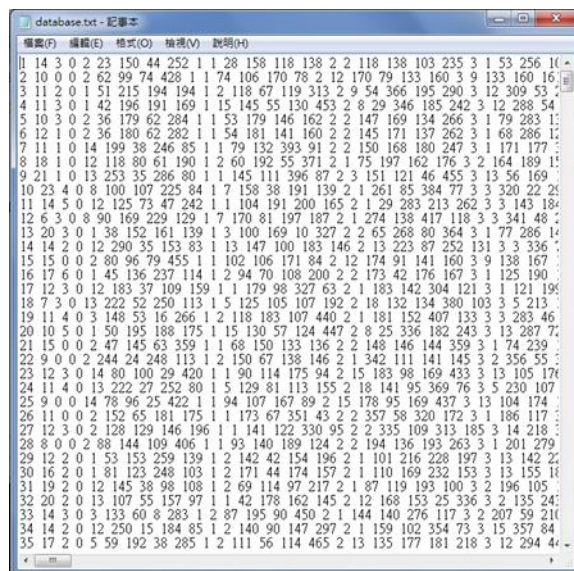 database.txt - 記事本
檔案(F) 編輯(E) 格式(O) 檢視(V) 說明(H)
1 14 3 0 2 23 150 44 252 1 1 28 158 118 138 2 2 118 138 103 235 3 1 53 256
2 10 0 0 2 62 99 74 428 1 1 74 106 170 78 2 12 170 79 133 160 3 9 133 160
3 11 2 0 1 51 215 194 194 1 2 118 67 119 313 2 9 54 366 195 290 3 12 309 53
4 11 3 0 1 42 196 191 169 1 15 145 55 130 453 2 8 29 346 185 242 3 12 288 54
5 10 3 0 2 36 179 62 284 1 1 53 179 146 162 2 2 147 169 134 266 3 1 79 283
6 12 1 0 2 36 180 62 282 1 1 54 181 141 160 2 2 145 171 137 262 3 1 68 286
7 11 1 0 14 199 38 246 85 1 1 79 132 393 91 2 2 150 168 180 247 3 1 171 177
8 18 1 0 12 118 80 61 190 1 2 60 192 55 371 2 1 75 197 162 176 3 2 164 189
9 21 1 0 13 253 35 286 80 1 1 145 111 396 87 2 3 151 121 46 455 3 13 56 169
10 23 4 0 8 100 107 225 84 1 7 158 38 191 139 2 1 261 85 384 77 3 3 320 22
11 14 5 0 12 125 73 47 242 1 1 104 191 200 165 2 1 29 283 213 262 3 3 143
12 6 3 0 8 90 169 229 129 1 7 170 81 197 187 2 1 274 138 417 118 3 3 341 48
13 20 3 0 1 38 152 161 139 1 3 100 169 10 327 2 2 65 268 80 364 3 1 77 286
14 14 2 0 12 290 35 153 83 1 13 147 100 183 146 2 13 223 87 252 131 3 3 336
15 15 0 0 2 80 96 79 455 1 1 102 106 171 84 2 12 174 91 141 160 3 9 138 167
16 17 6 0 1 45 136 237 114 1 2 94 70 108 200 2 2 173 42 176 167 3 1 125 190
17 12 3 0 12 183 37 109 159 1 1 179 98 327 63 2 1 183 142 304 121 3 1 121
18 7 3 0 13 222 52 250 113 1 5 125 105 107 192 2 18 132 134 380 103 3 5 213
19 11 4 0 3 148 53 16 266 1 2 118 183 107 440 2 1 181 152 407 133 3 3 283 46
20 10 5 0 1 50 195 188 175 1 15 130 57 124 447 2 8 25 336 182 243 3 13 287
21 15 0 0 2 47 145 63 359 1 1 68 150 133 136 2 2 148 146 144 359 3 1 74 239
22 9 0 0 2 244 24 248 113 1 2 150 67 138 146 2 1 342 111 141 145 3 2 356 55
23 12 3 0 14 80 100 29 420 1 1 90 114 175 94 2 15 183 98 169 433 3 13 105
24 11 4 0 13 222 27 252 80 1 5 129 81 113 155 2 18 141 95 369 76 3 5 230 107
25 9 0 0 14 78 96 25 422 1 1 94 107 167 89 2 15 178 95 169 437 3 13 104 174
26 11 0 0 2 152 65 181 175 1 1 173 67 351 43 2 2 357 58 320 172 3 1 186 117
27 12 3 0 2 128 129 146 196 1 1 141 122 330 95 2 2 335 109 313 185 3 14 218
28 8 0 0 2 88 144 109 406 1 1 93 140 189 124 2 2 194 136 193 263 3 1 201 279
29 12 2 0 1 53 153 259 139 1 2 142 42 154 196 2 1 101 216 228 197 3 13 142
30 16 2 0 1 81 123 248 103 1 2 171 44 174 157 2 1 110 169 232 153 3 13 155
31 19 2 0 12 145 38 98 108 1 2 69 114 97 217 2 1 87 119 193 100 3 2 196 105
32 20 2 0 13 107 55 157 97 1 1 42 178 162 145 2 12 168 153 25 336 3 2 135
33 14 3 0 3 133 60 8 283 1 2 87 195 90 450 2 1 144 140 276 117 3 2 207 59
34 14 2 0 12 250 15 184 85 1 2 140 90 147 297 2 1 159 102 354 73 3 15 357 84
35 17 2 0 5 59 192 38 285 1 2 111 56 114 465 2 13 135 177 181 218 3 12 294